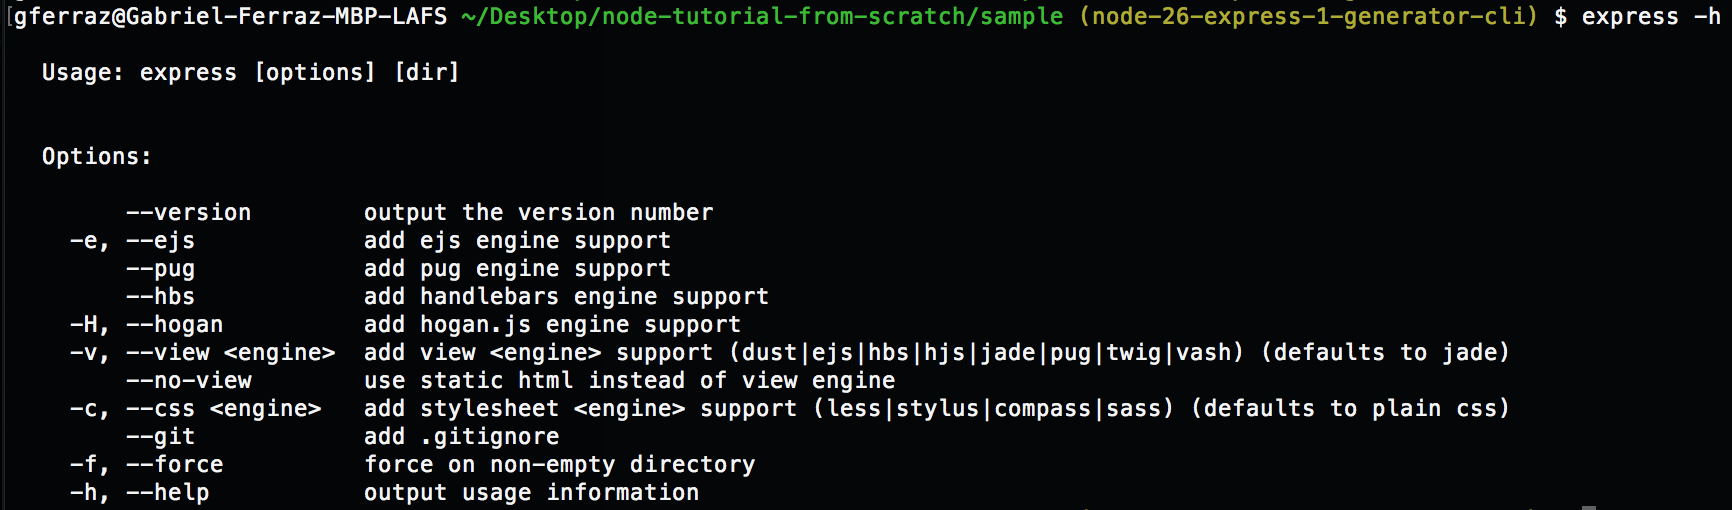 [gferraz@Gabriel-Ferraz-MBP-LAFS ~/Desktop/node-tutorial-from-scratch/sample (node-26-express-1-generator-cli) $ express -h
Usage: express [options] [dir]
Options:
--version output the version number
-e, --ejs add ejs engine support
--pug add pug engine support
--hbs add handlebars engine support
-H, --hogan add hogan.js engine support
-v, --view <engine> add view <engine> support (dust|ejs|hbs|hjs|jade|pug|twig|vash) (defaults to jade)
--no-view use static html instead of view engine
-c, --css <engine> add stylesheet <engine> support (less|stylus|compass|sass) (defaults to plain css)
--git add .gitignore
-f, --force force on non-empty directory
-h, --help output usage information